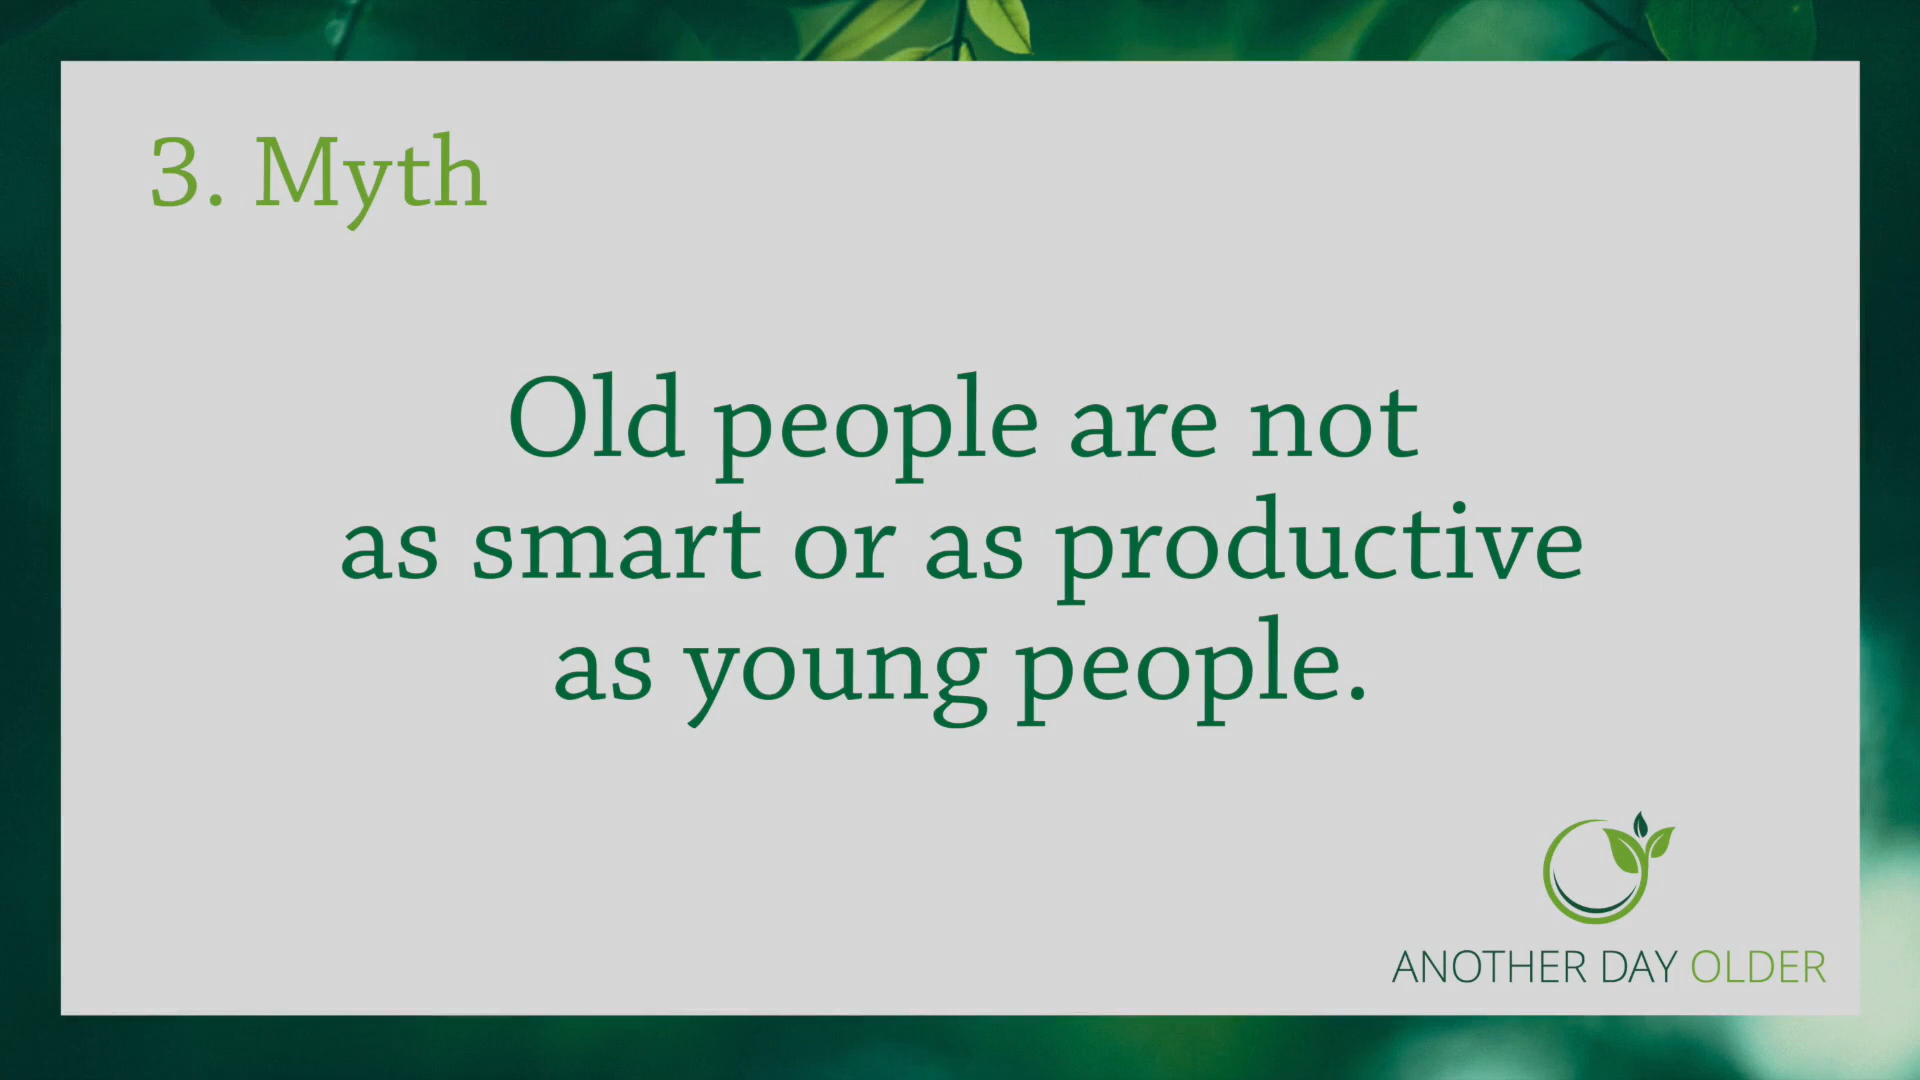 3. Myth
Old people are not
as smart or as productive
as young people.
ANOTHER DAY OLDER